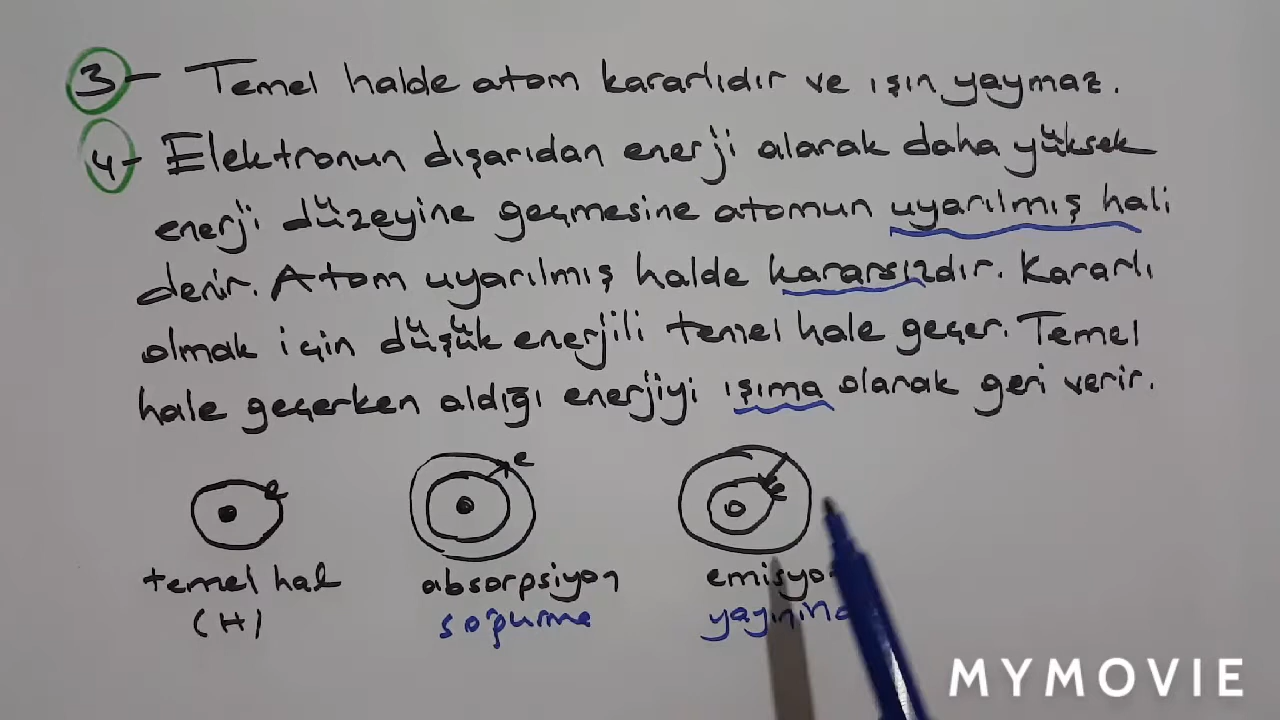 3- Temel halde atom kararlıdır ve ışın yaymaz.
4- Elektronun dışarıdan enerji alarak daha yüksek
enerji düzeyine geçmesine atomun uyarılmış hali
denir. Atom uyarılmış halde kararsızdır. Kararlı
olmak için düşük enerjili temel hale geçer. Temel
hale geçerken aldığı enerjiyi ışıma olarak geri verir.
e e e
temel hal absorpsiyon
(H) soğurma
MYMOVIE